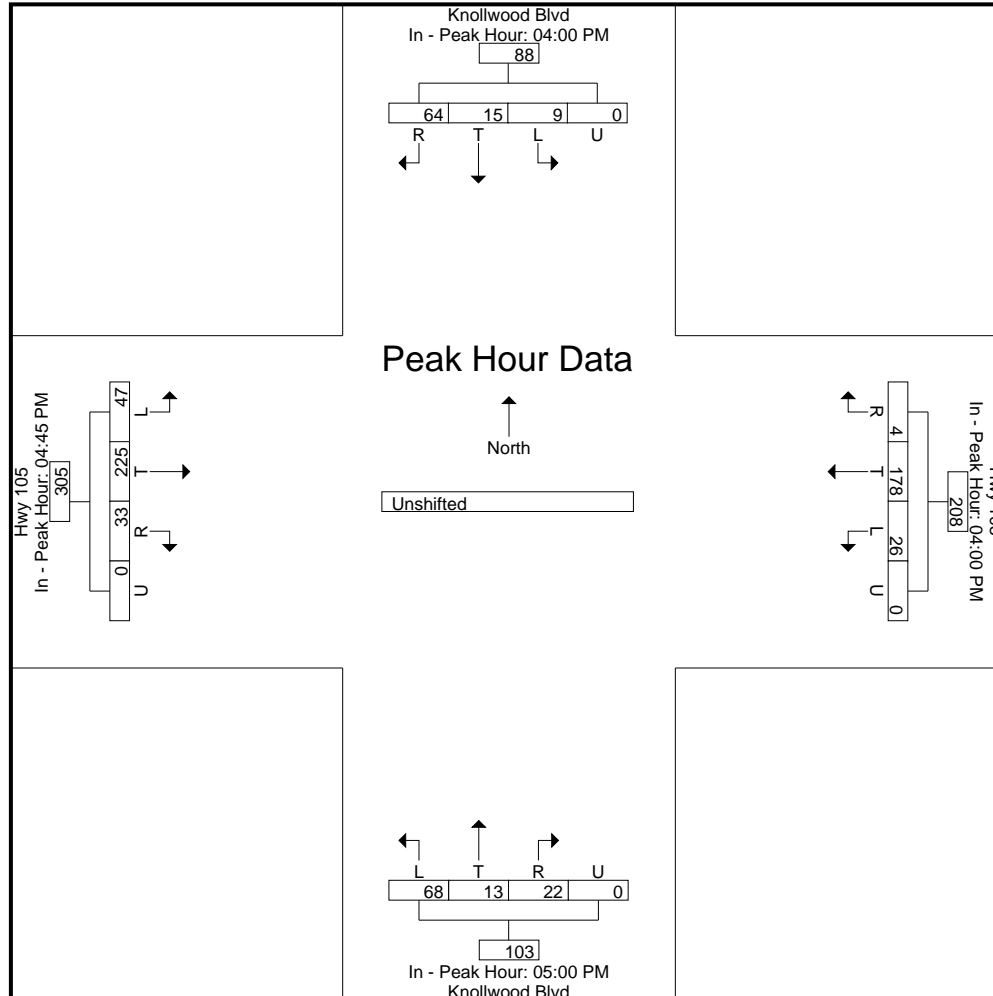 Knollwood Blvd
In - Peak Hour: 04:00 PM
88
64 15 9 0
R T L U
Peak Hour Data
North
Unshifted
Hwy 105
In - Peak Hour: 04:45 PM
305
47 225 33 0
L T R U
In - Peak Hour: 04:00 PM
208
4 178 26 0
R T L U
L T R U
68 13 22 0
103
In - Peak Hour: 05:00 PM
Knollwood Blvd